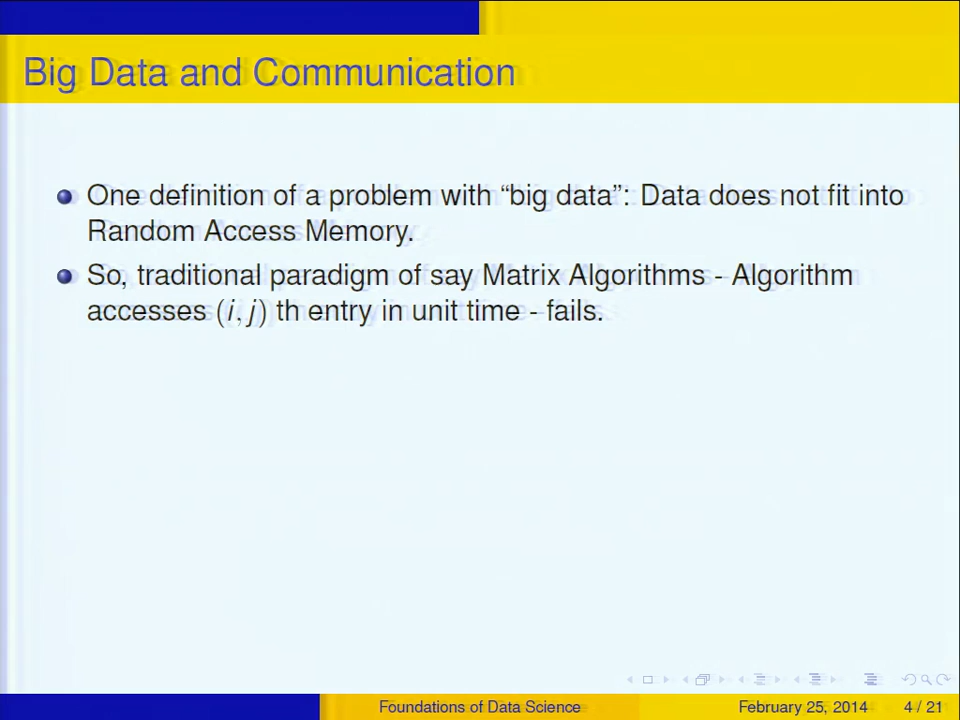 Big Data and Communication
One definition of a problem with “big data”: Data does not fit into
Random Access Memory.
So, traditional paradigm of say Matrix Algorithms - Algorithm
accesses (i, j) th entry in unit time - fails.
Foundations of Data Science
February 25, 2014
4 / 21